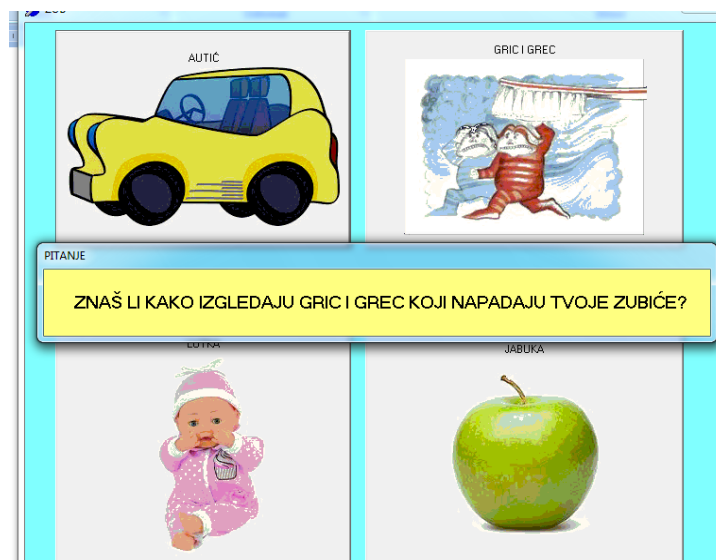 AUTIĆ
GRIC I GREC
PITANJE
ZNAŠ LI KAKO IZGLEDAJU GRIC I GREC KOJI NAPADAJU TVOJE ZUBIĆE?
LUTKA
JABUKA